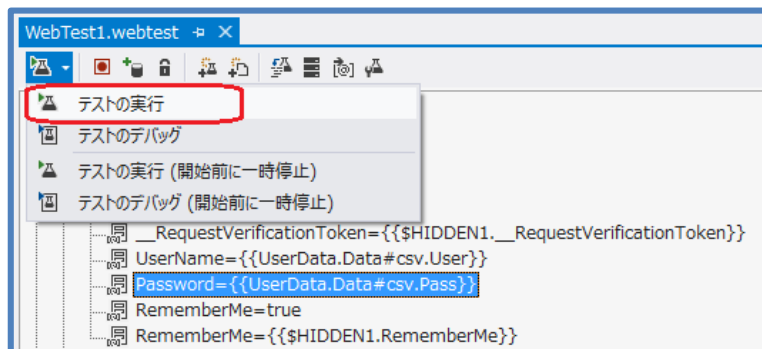 WebTest1.webtest
テストの実行
テストのデバッグ
テストの実行 (開始前に一時停止)
テストのデバッグ (開始前に一時停止)
__RequestVerificationToken={{$HIDDEN1.__RequestVerificationToken}}
UserName={{UserData.Data#csv.User}}
Password={{UserData.Data#csv.Pass}}
RememberMe=true
RememberMe={{$HIDDEN1.RememberMe}}